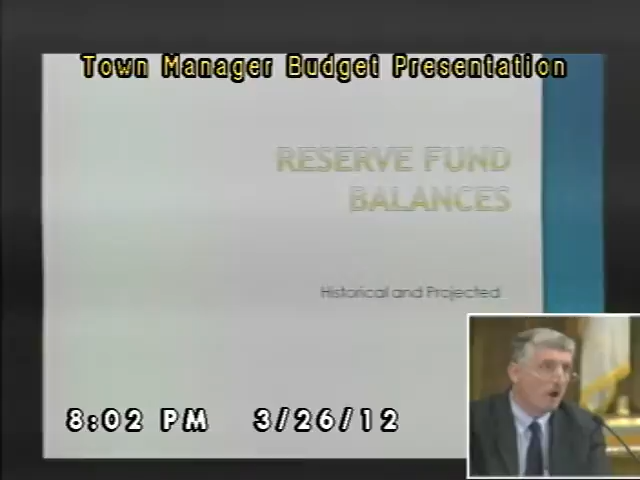 Town Manager Budget Presentation
RESERVE FUND
BALANCES
Historical and Projected
8:02 PM 3/26/12